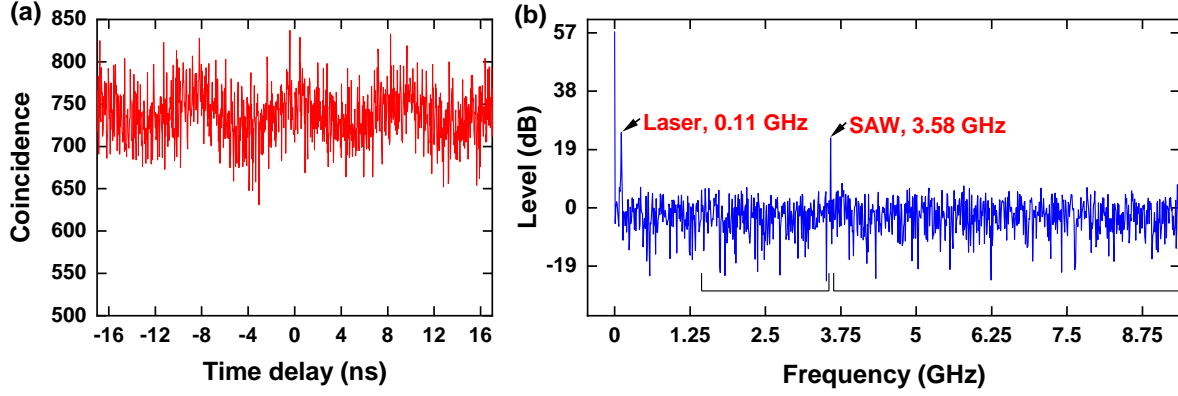 (a)
850
800
750
700
650
600
550
500
Coincidence
-16 -12 -8 -4 0 4 8 12 16
Time delay (ns)
(b)
57
38
19
0
-19
Level (dB)
Laser, 0.11 GHz
SAW, 3.58 GHz
0 1.25 2.5 3.75 5 6.25 7.5 8.75
Frequency (GHz)